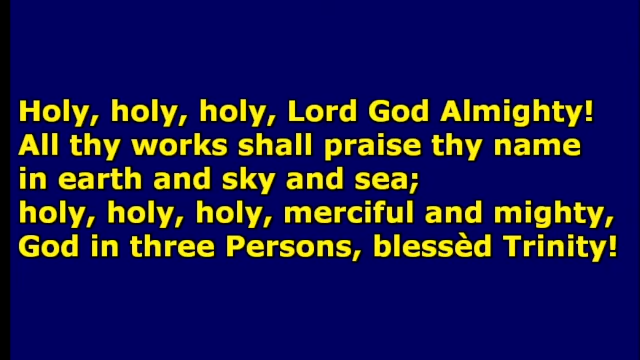 Holy, holy, holy, Lord God Almighty!
All thy works shall praise thy name
in earth and sky and sea;
holy, holy, holy, merciful and mighty,
God in three Persons, blessèd Trinity!